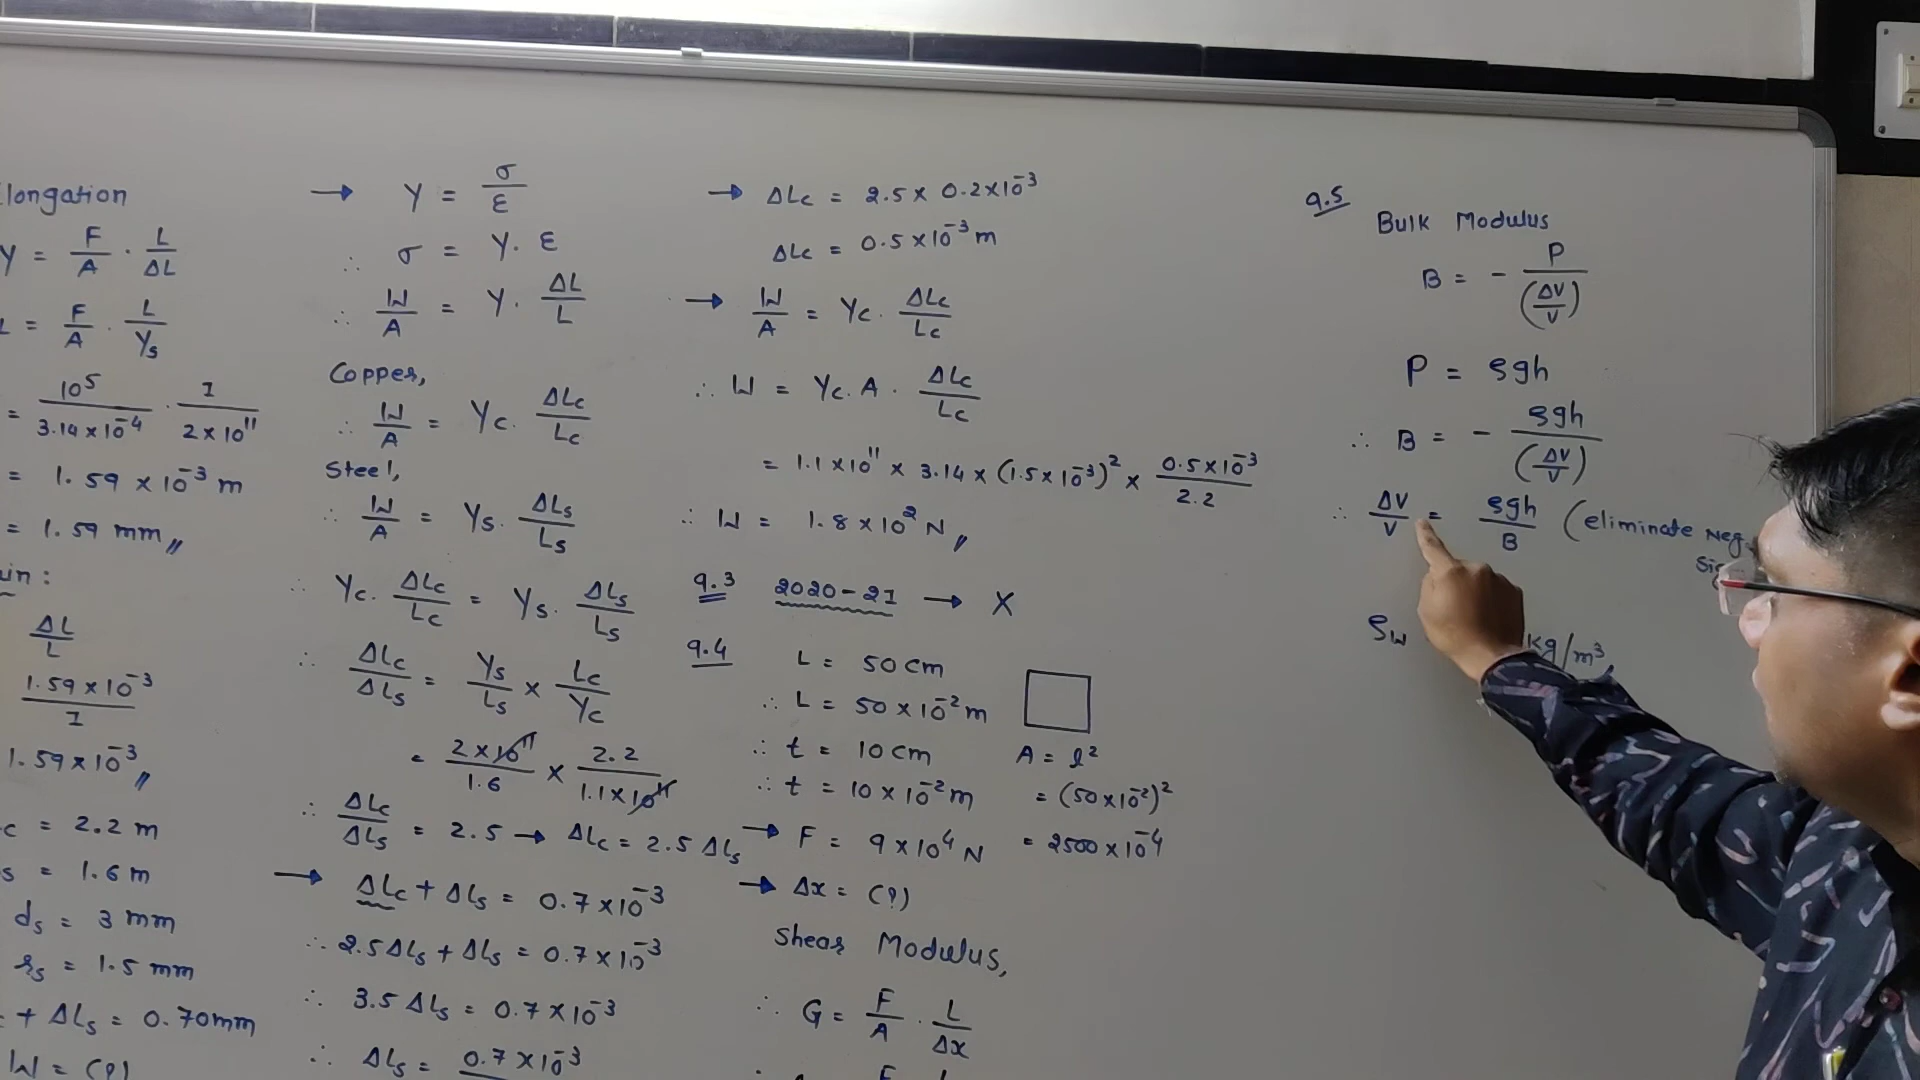 longation
Y = F/A · L/ΔL
= F/A · L/Ys
= 10^5/3.14×10^-4 · 1/2×10^11
= 1.59 × 10^-3 m
= 1.59 mm
in :
ΔL/L
1.59×10^-3/1
1.59×10^-3
c = 2.2 m
s = 1.6 m
ds = 3 mm
rs = 1.5 mm
+ ΔLs = 0.70mm
W = (?)
→ Y = σ/ε
∴ σ = Y. ε
∴ W/A = Y. ΔL/L
Copper,
∴ W/A = Yc. ΔLc/Lc
Steel,
∴ W/A = Ys. ΔLs/Ls
∴ Yc. ΔLc/Lc = Ys. ΔLs/Ls
∴ ΔLc/ΔLs = Ys/Ls × Lc/Yc
= 2×10^11/1.6 × 2.2/1.1×10^11
∴ ΔLc/ΔLs = 2.5 → ΔLc = 2.5 ΔLs
→ ΔLc + ΔLs = 0.7×10^-3
∴ 2.5ΔLs + ΔLs = 0.7×10^-3
∴ 3.5 ΔLs = 0.7×10^-3
∴ ΔLs = 0.7×10^-3
→ ΔLc = 2.5 × 0.2×10^-3
ΔLc = 0.5×10^-3 m
→ W/A = Yc. ΔLc/Lc
∴ W = Yc. A. ΔLc/Lc
= 1.1×10^11 × 3.14 × (1.5×10^-3)^2 × 0.5×10^-3/2.2
∴ W = 1.8×10^2 N
9.3 2020-21 → X
9.4 L = 50 cm
∴ L = 50×10^-2 m
∴ t = 10 cm
∴ t = 10×10^-2 m
→ F = 9×10^4 N
A = l^2
= (50×10^-2)^2
= 2500×10^-4
→ Δx = (?)
Shear Modulus,
∴ G = F/A . L/Δx
9.5
Bulk Modulus
B = - P/(ΔV/V)
P = ρgh
∴ B = - ρgh/(ΔV/V)
∴ ΔV/V = ρgh/B (eliminate Neg.
ρw kg/m^3,